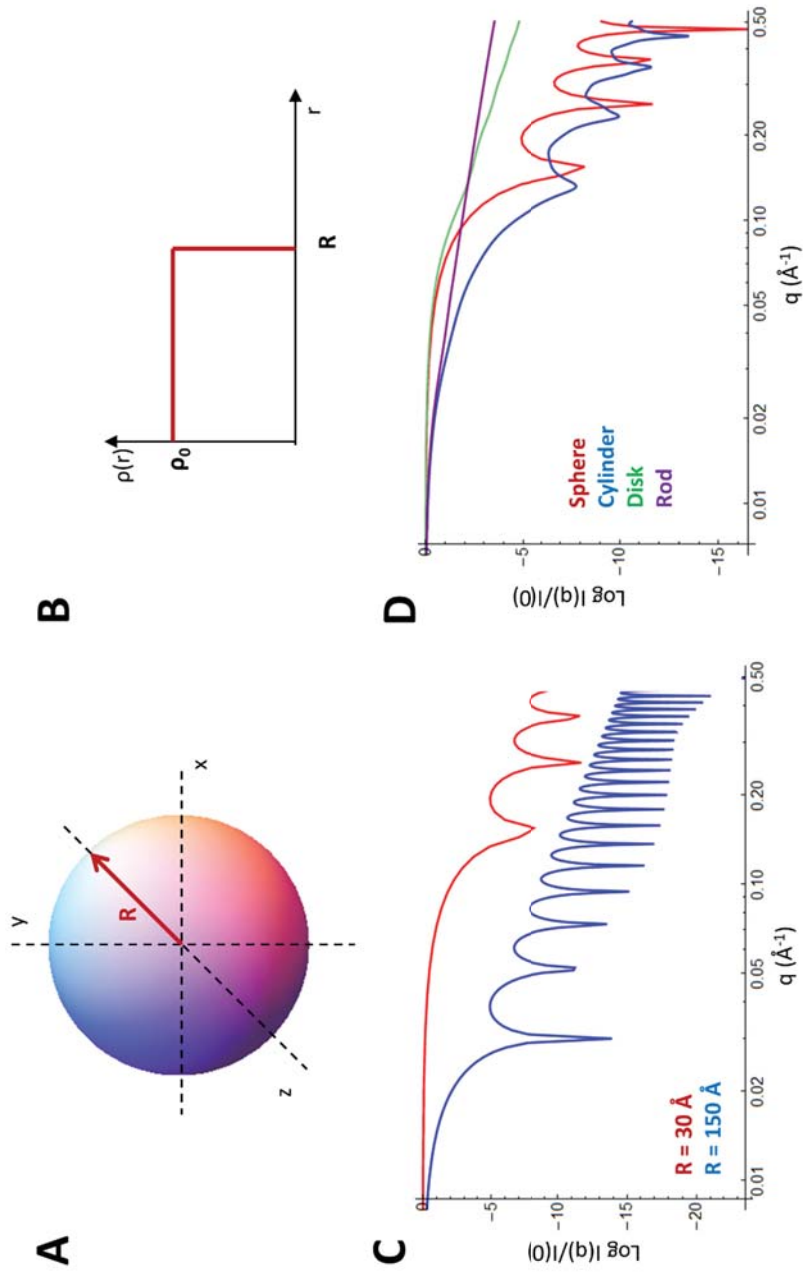 A
y
R
x
z
B
ρ(r)
ρ₀
R
r
C
Log I(q)/I(0)
0
−5
−10
−15
−20
R = 30 Å
R = 150 Å
0.01
0.02
0.05
0.10
0.20
0.50
q (Å⁻¹)
D
Log I(q)/I(0)
0
−5
−10
−15
Sphere
Cylinder
Disk
Rod
0.01
0.02
0.05
0.10
0.20
0.50
q (Å⁻¹)